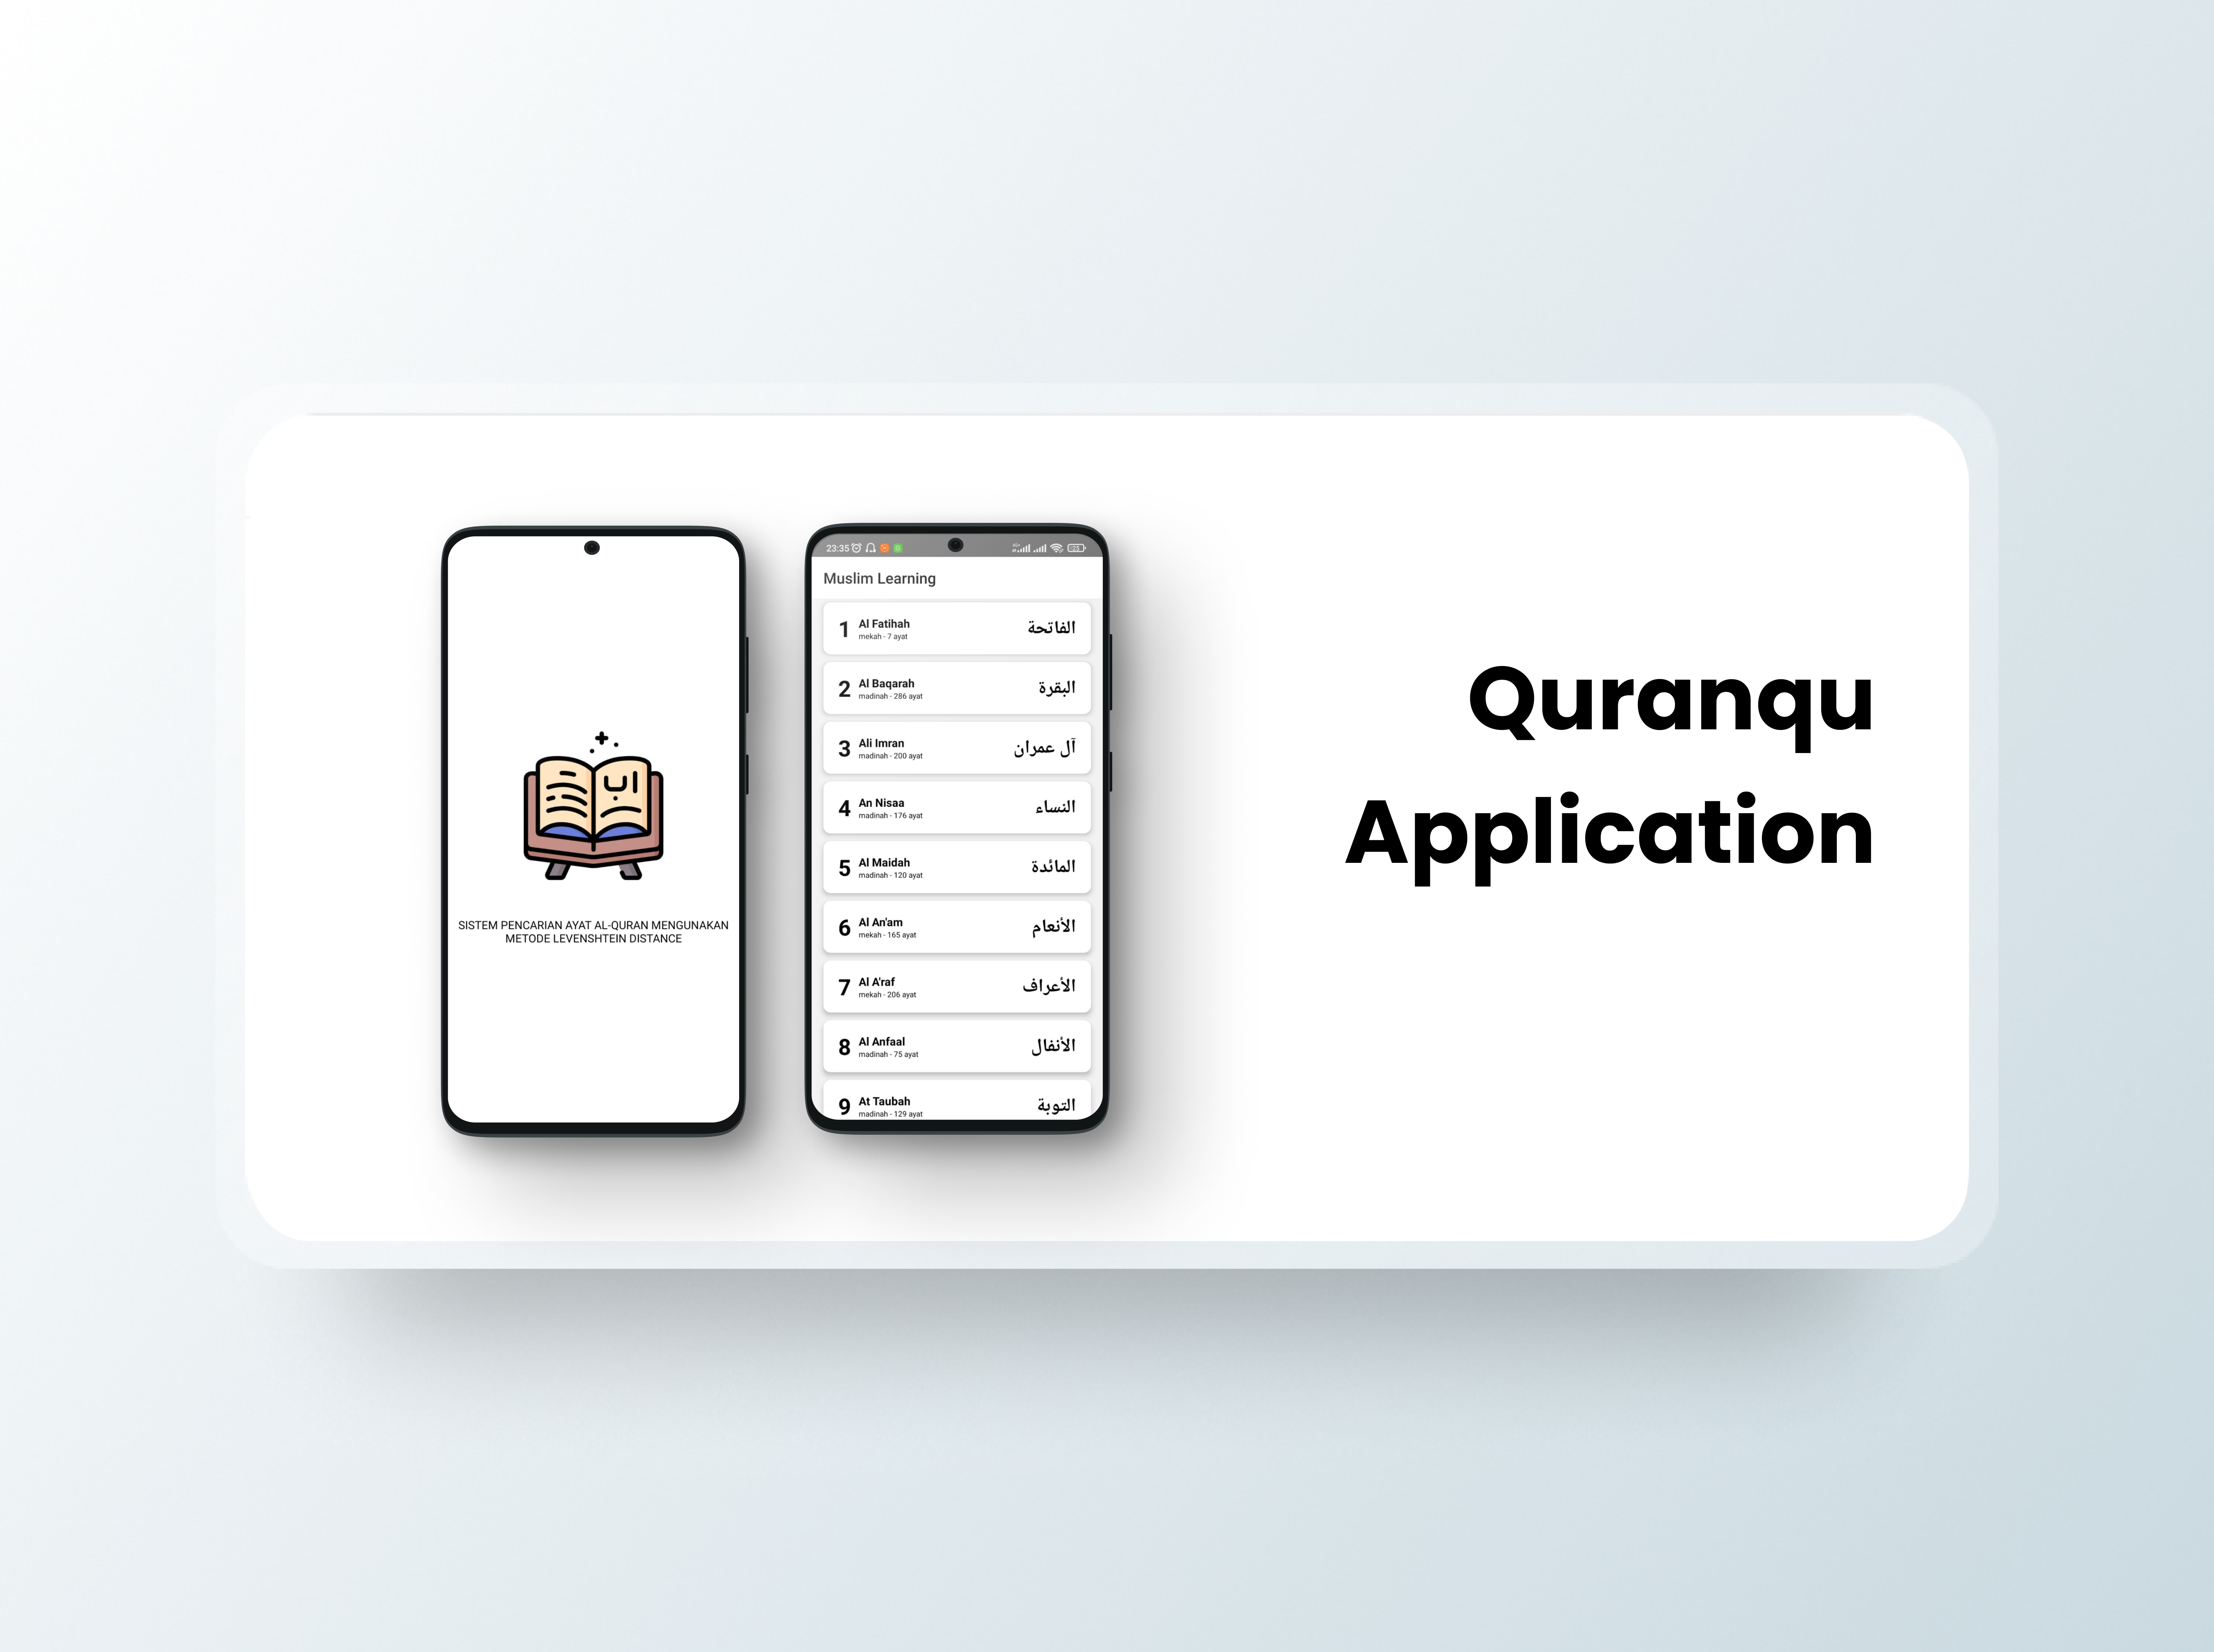 SISTEM PENCARIAN AYAT AL-QURAN MENGUNAKAN
METODE LEVENSHTEIN DISTANCE
23:35
Muslim Learning
1 Al Fatihah الفاتحة
mekah - 7 ayat
2 Al Baqarah البقرة
madinah - 286 ayat
3 Ali Imran آل عمران
madinah - 200 ayat
4 An Nisaa النساء
madinah - 176 ayat
5 Al Maidah المائدة
madinah - 120 ayat
6 Al An'am الأنعام
mekah - 165 ayat
7 Al A'raf الأعراف
mekah - 206 ayat
8 Al Anfaal الأنفال
madinah - 75 ayat
9 At Taubah التوبة
madinah - 129 ayat
Quranqu
Application